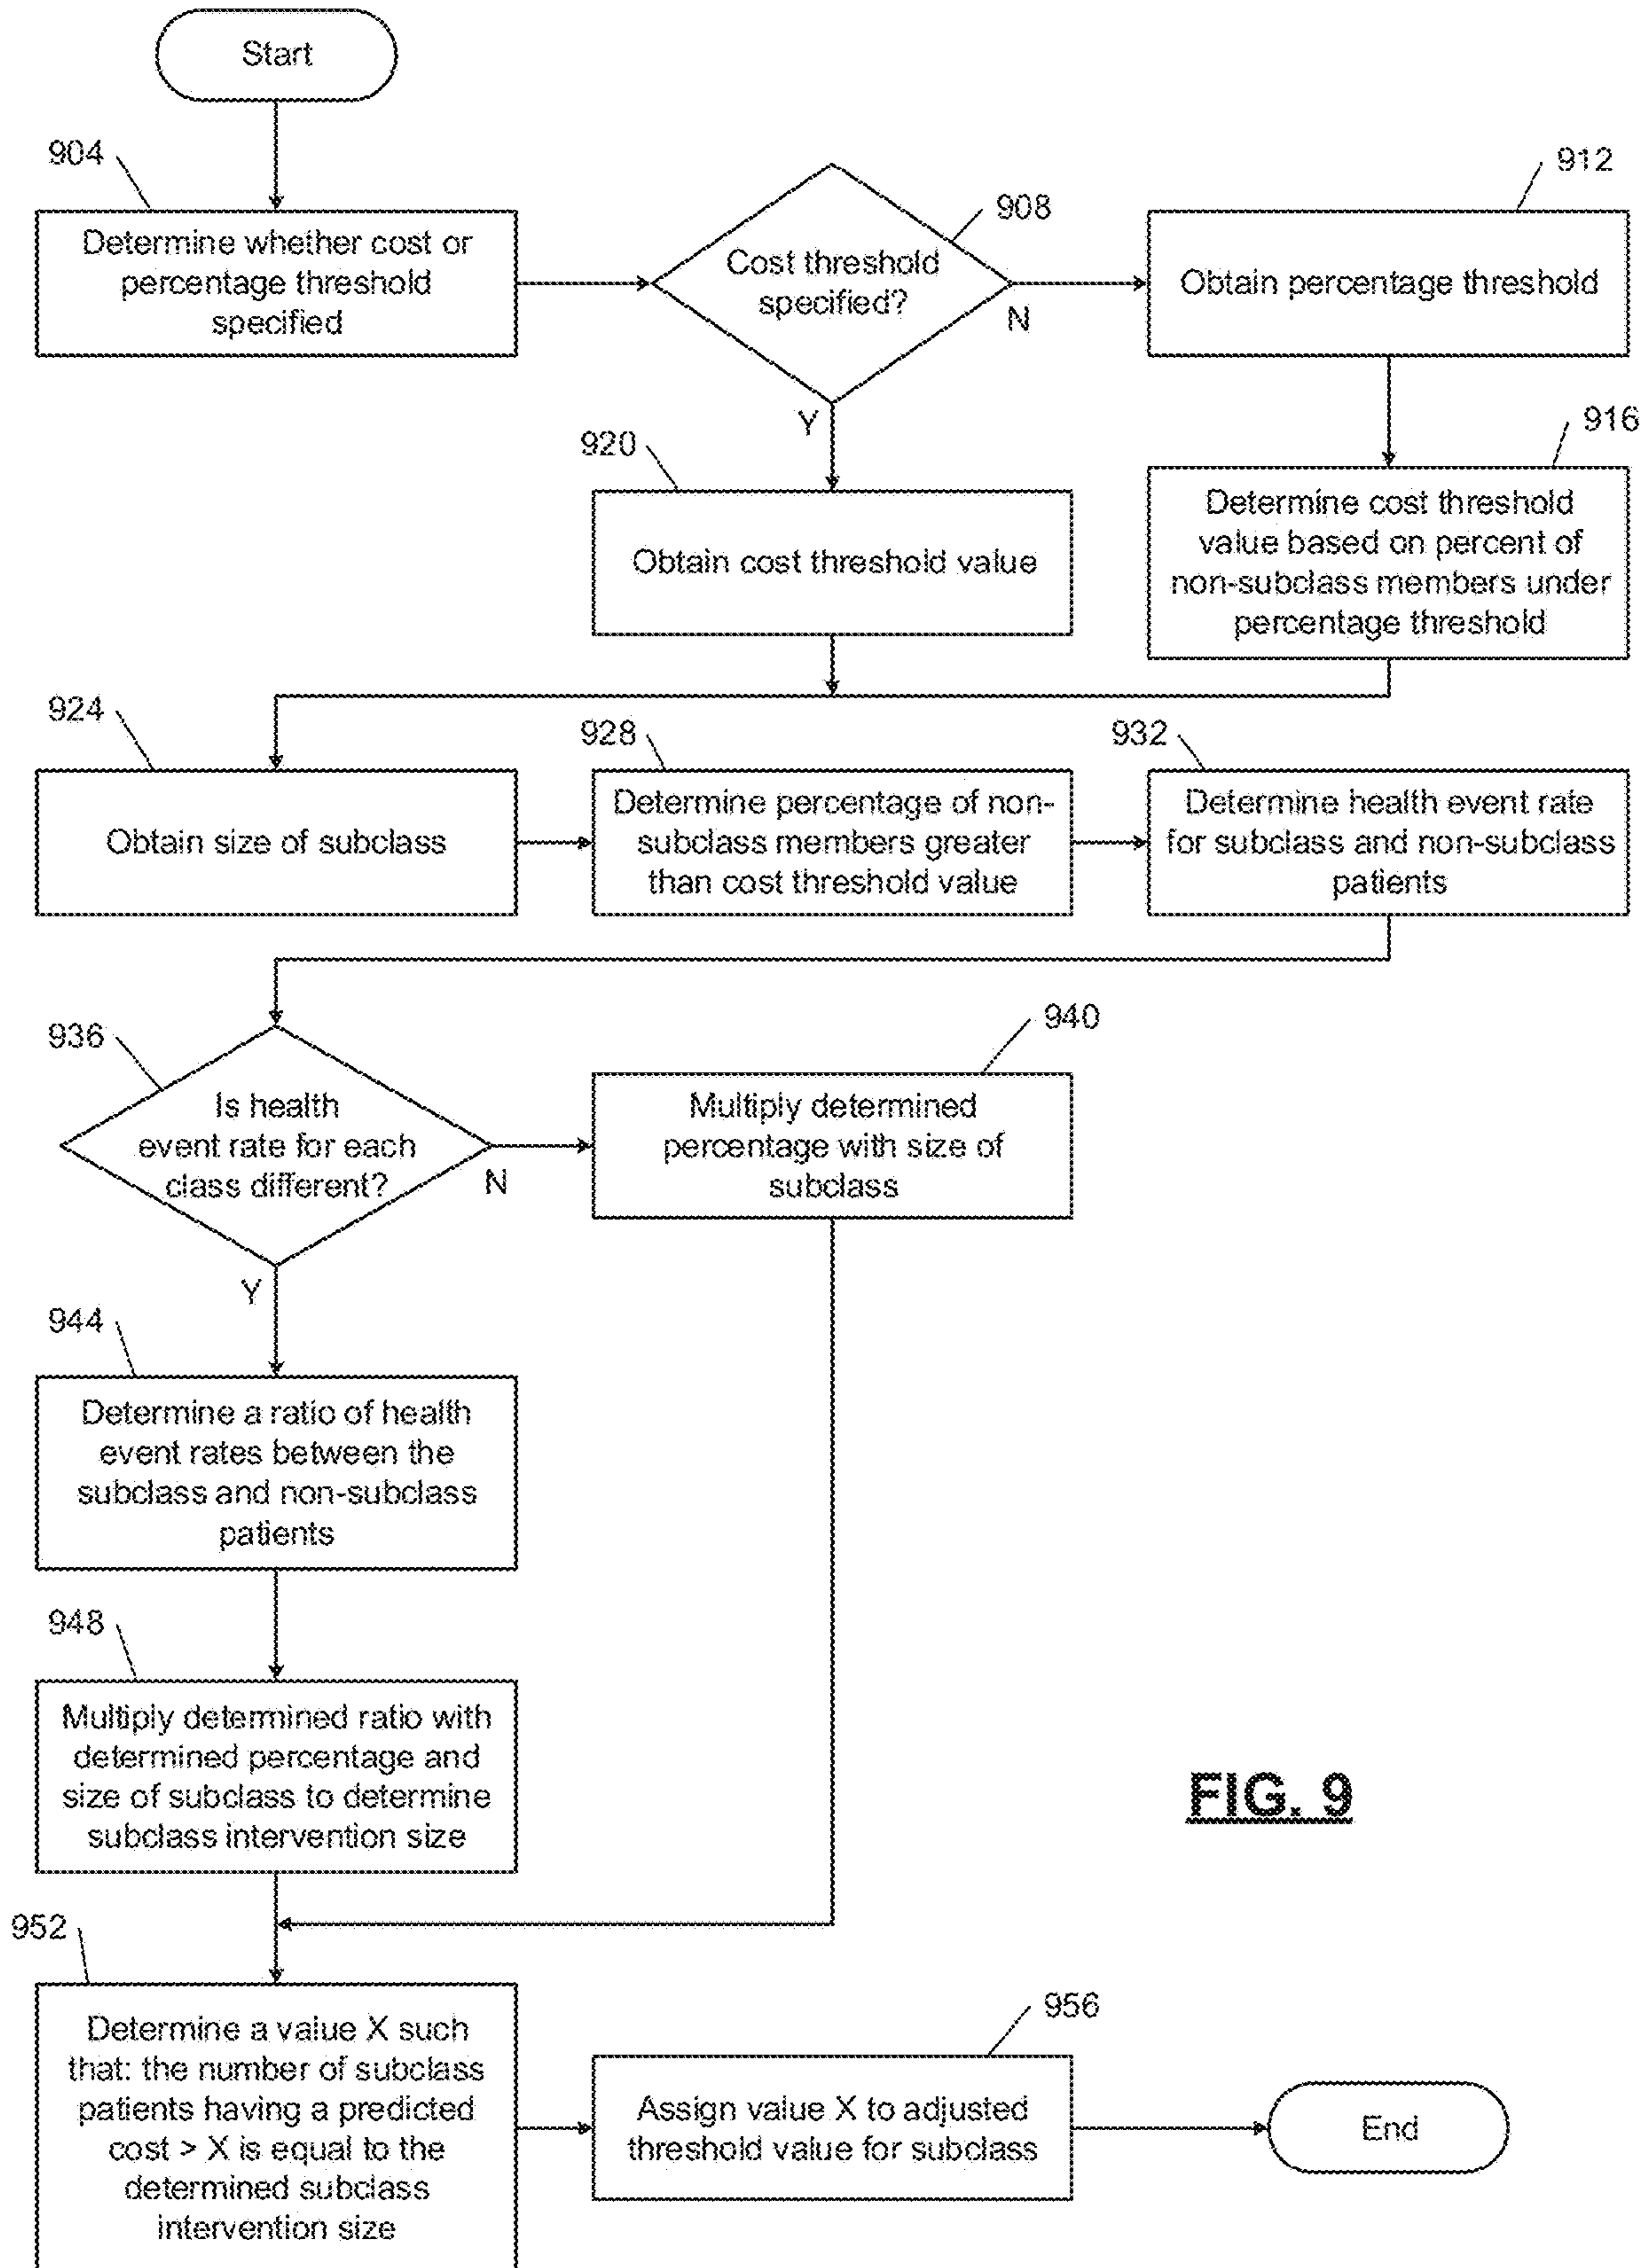 Start
904
Determine whether cost or
percentage threshold
specified
908
Cost threshold
specified?
N
Y
912
Obtain percentage threshold
916
Determine cost threshold
value based on percent of
non-subclass members under
percentage threshold
920
Obtain cost threshold value
924
Obtain size of subclass
928
Determine percentage of non-
subclass members greater
than cost threshold value
932
Determine health event rate
for subclass and non-subclass
patients
936
Is health
event rate for each
class different?
N
Y
940
Multiply determined
percentage with size of
subclass
944
Determine a ratio of health
event rates between the
subclass and non-subclass
patients
948
Multiply determined ratio with
determined percentage and
size of subclass to determine
subclass intervention size
952
Determine a value X such
that: the number of subclass
patients having a predicted
cost > X is equal to the
determined subclass
intervention size
956
Assign value X to adjusted
threshold value for subclass
End
FIG. 9